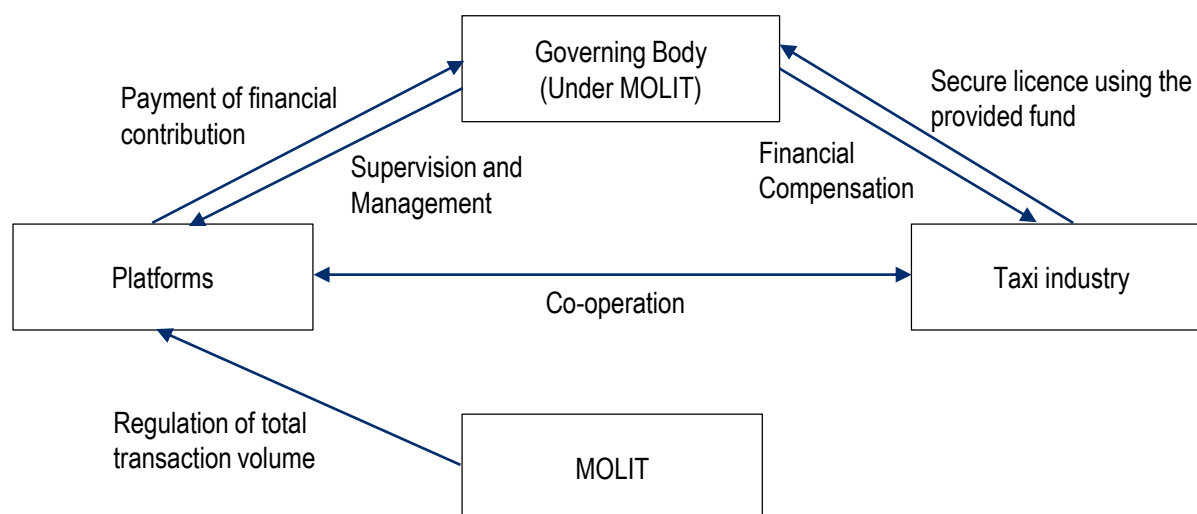 Governing Body
(Under MOLIT)
Payment of financial
contribution
Secure licence using the
provided fund
Supervision and
Management
Financial
Compensation
Platforms
Taxi industry
Co-operation
Regulation of total
transaction volume
MOLIT